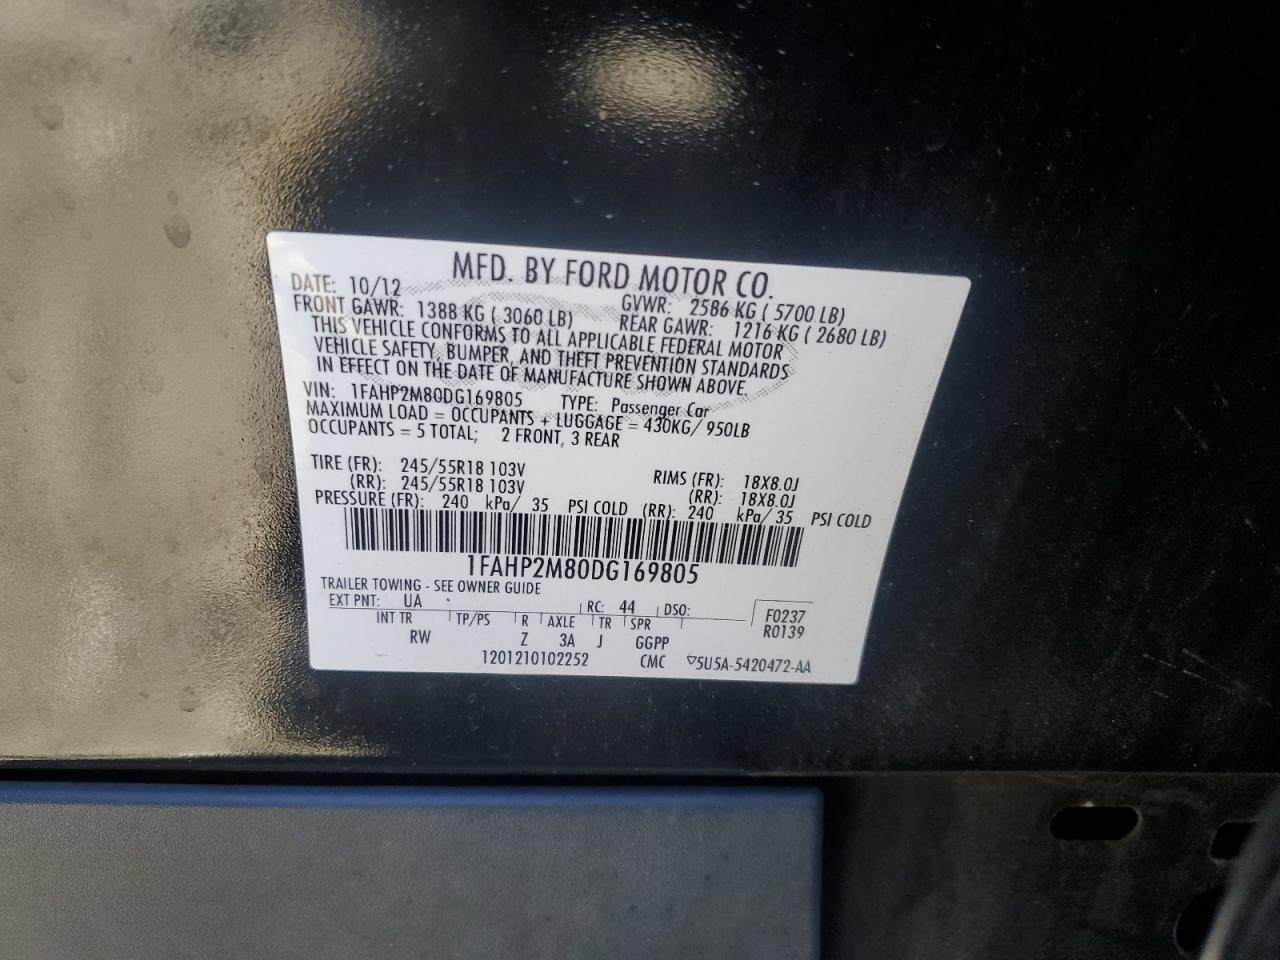 MFD. BY FORD MOTOR CO.
DATE: 10/12 GVWR: 2586 KG ( 5700 LB)
FRONT GAWR: 1388 KG ( 3060 LB) REAR GAWR: 1216 KG ( 2680 LB)
THIS VEHICLE CONFORMS TO ALL APPLICABLE FEDERAL MOTOR
VEHICLE SAFETY, BUMPER, AND THEFT PREVENTION STANDARDS
IN EFFECT ON THE DATE OF MANUFACTURE SHOWN ABOVE.
VIN: 1FAHP2M80DG169805 TYPE: Passenger Car
MAXIMUM LOAD = OCCUPANTS + LUGGAGE = 430KG/ 950LB
OCCUPANTS = 5 TOTAL; 2 FRONT, 3 REAR
TIRE (FR): 245/55R18 103V RIMS (FR): 18X8.0J
(RR): 245/55R18 103V (RR): 18X8.0J
PRESSURE (FR): 240 kPa/ 35 PSI COLD (RR): 240 kPa/ 35 PSI COLD
1FAHP2M80DG169805
TRAILER TOWING - SEE OWNER GUIDE
EXT PNT: UA RC: 44 DSO: F0237
INT TR TP/PS R AXLE TR SPR R0139
RW Z 3A J GGPP
1201210102252 CMC ▽5U5A-5420472-AA